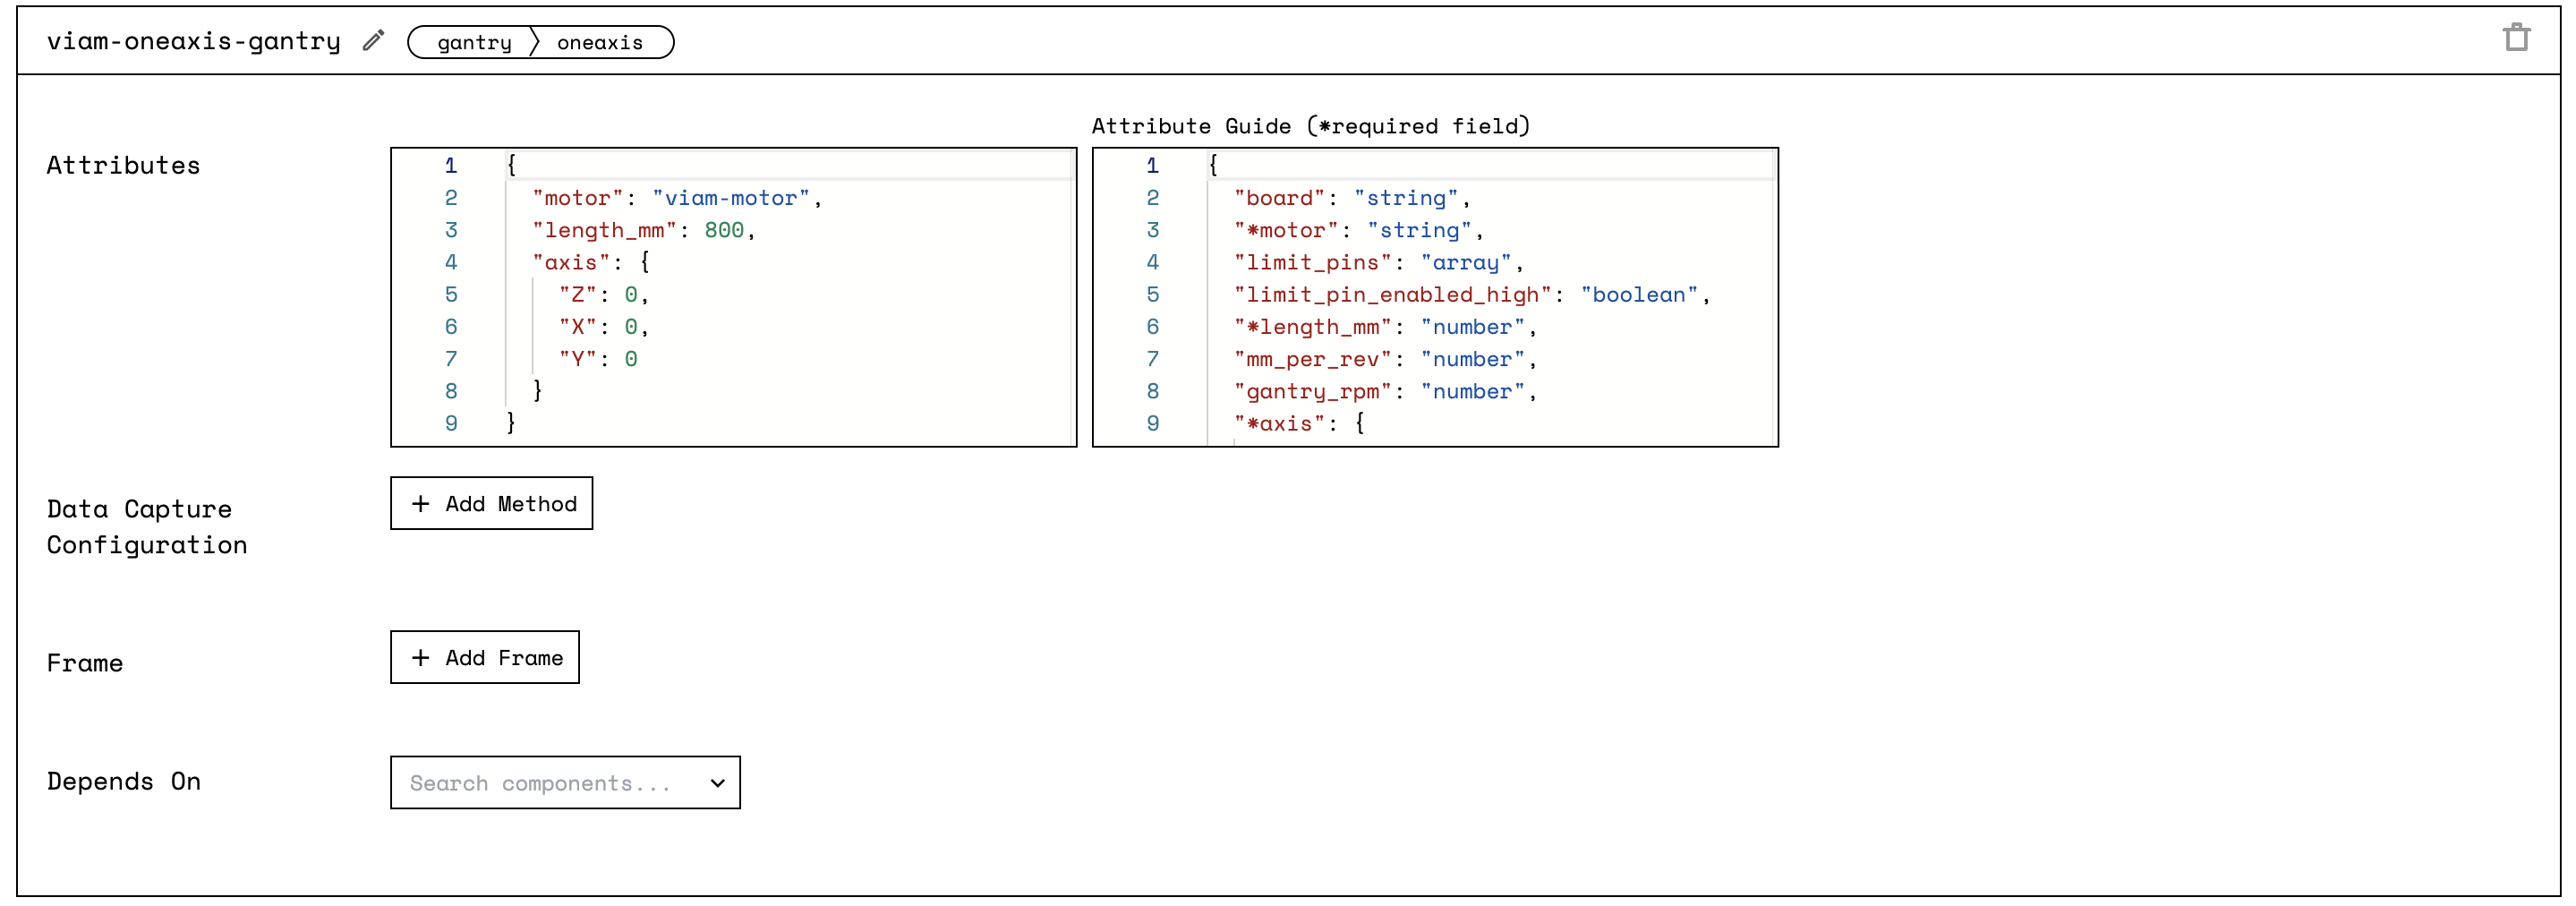 viam-oneaxis-gantry gantry oneaxis
Attribute Guide (*required field)
Attributes
1 {
2 "motor": "viam-motor",
3 "length_mm": 800,
4 "axis": {
5 "Z": 0,
6 "X": 0,
7 "Y": 0
8 }
9 }
1 {
2 "board": "string",
3 "*motor": "string",
4 "limit_pins": "array",
5 "limit_pin_enabled_high": "boolean",
6 "*length_mm": "number",
7 "mm_per_rev": "number",
8 "gantry_rpm": "number",
9 "*axis": {
Data Capture
Configuration
+ Add Method
Frame
+ Add Frame
Depends On
Search components...